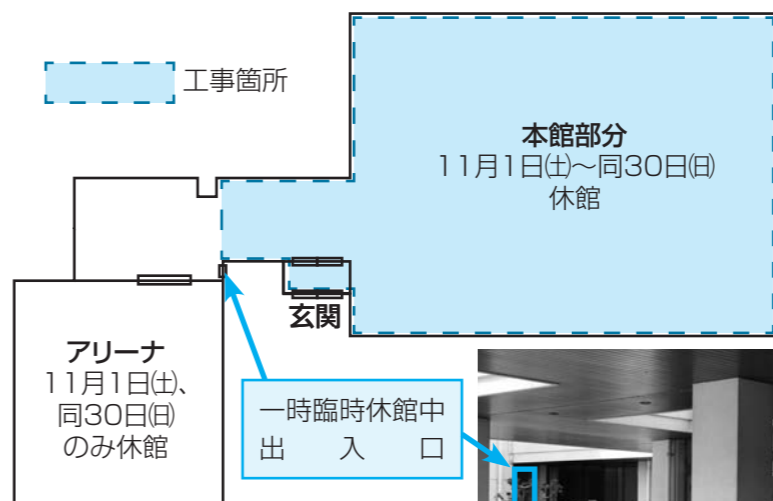 工事箇所
本館部分
11月1日㈯〜同30日㈰
休館
玄関
アリーナ
11月1日㈯、
同30日㈰
のみ休館
一時臨時休館中
出入口